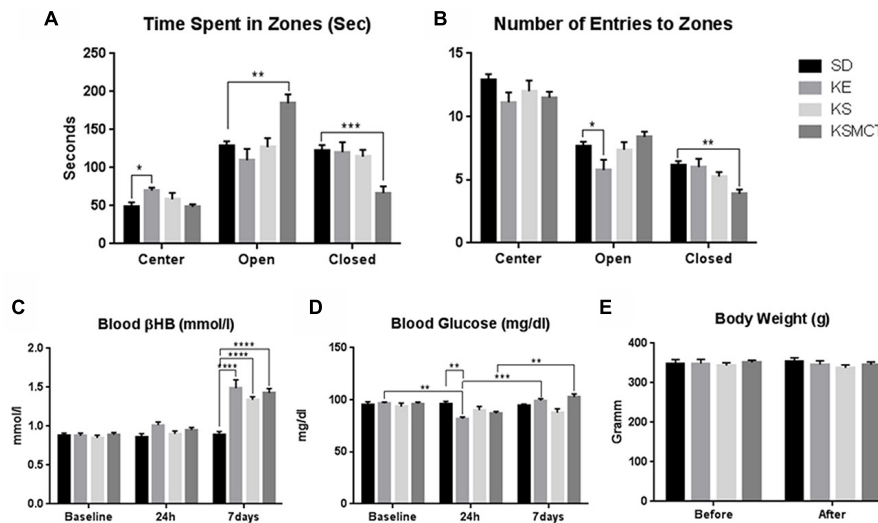 A
Time Spent in Zones (Sec)
250
200
150
100
50
0
Seconds
*
**
***
Center
Open
Closed
B
Number of Entries to Zones
15
10
5
0
*
**
Center
Open
Closed
SD
KE
KS
KSMCT
C
Blood βHB (mmol/l)
2.0
1.5
1.0
0.5
0.0
mmol/l
****
****
****
Baseline
24h
7days
D
Blood Glucose (mg/dl)
150
100
50
0
mg/dl
**
**
***
**
Baseline
24h
7days
E
Body Weight (g)
400
300
200
100
0
Gramm
Before
After